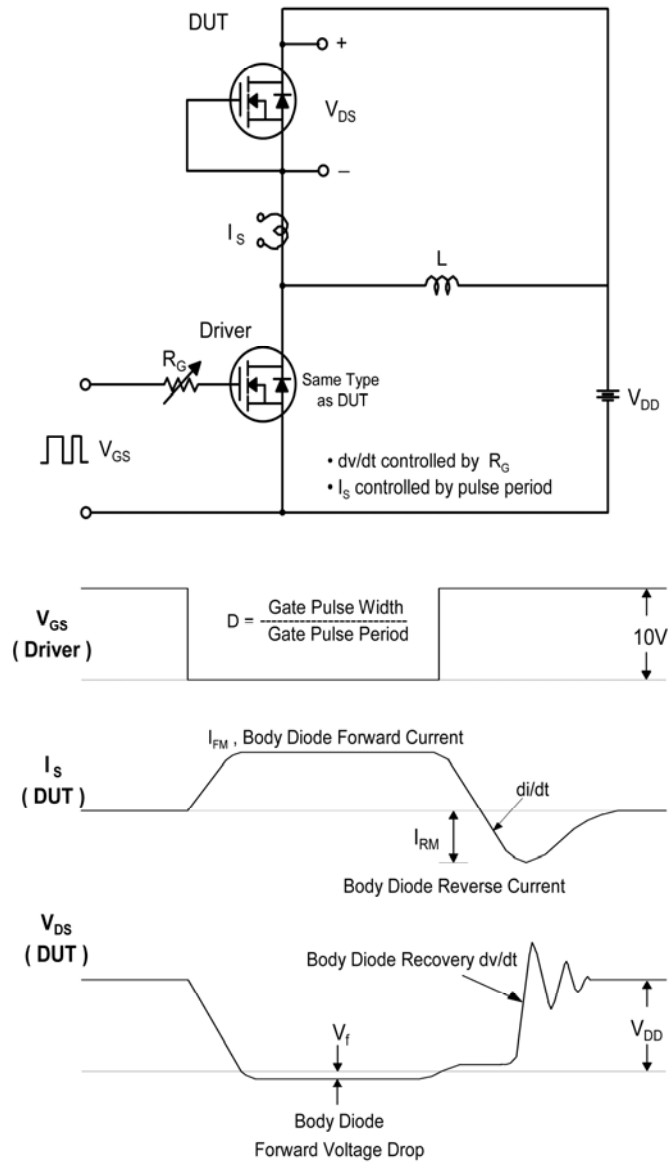 DUT
+
V_DS
–
I_S
L
Driver
R_G
Same Type
as DUT
V_DD
V_GS
• dv/dt controlled by R_G
• I_S controlled by pulse period
V_GS
( Driver )
D = Gate Pulse Width
Gate Pulse Period
10V
I_FM , Body Diode Forward Current
I_S
( DUT )
di/dt
I_RM
Body Diode Reverse Current
V_DS
( DUT )
Body Diode Recovery dv/dt
V_f
V_DD
Body Diode
Forward Voltage Drop